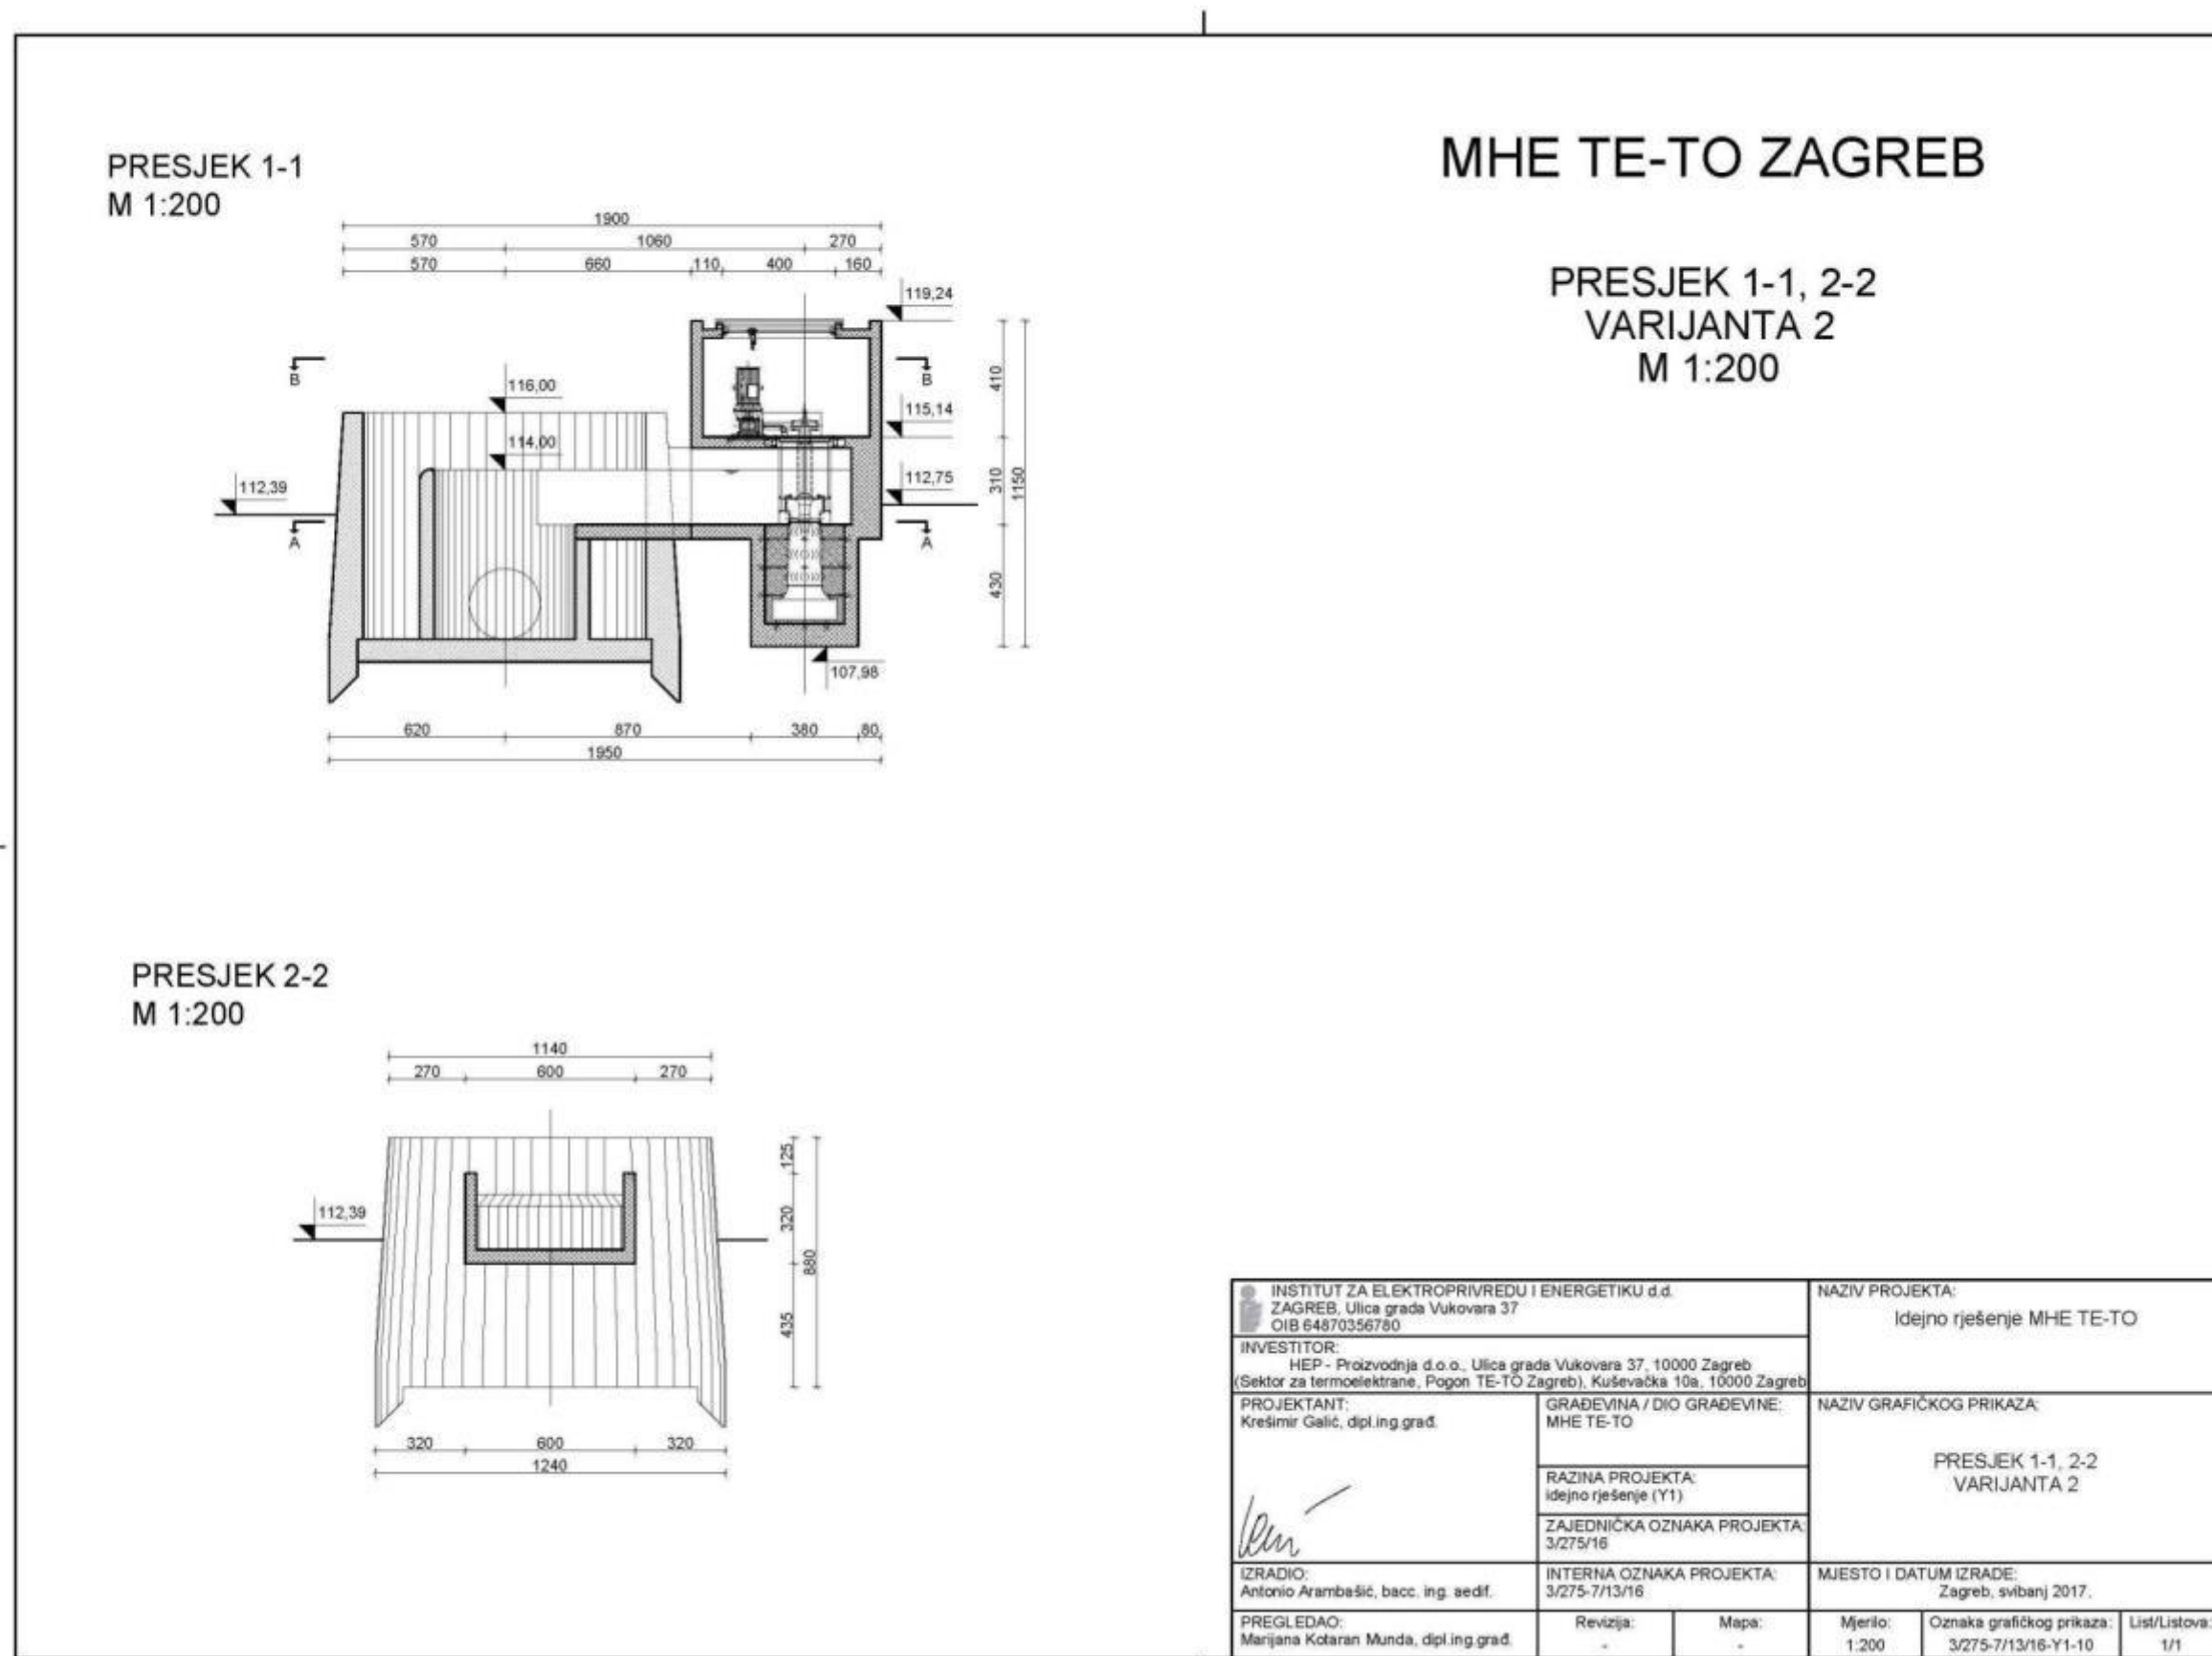 MHE TE-TO ZAGREB
PRESJEK 1-1, 2-2
VARIJANTA 2
M 1:200
PRESJEK 1-1
M 1:200
1900
570 1060 270
570 660 110 400 160
119,24
B B
116,00
115,14
114,00
112,39
112,75
A A
107,98
410
310
430
1150
620 870 380 80
1950
PRESJEK 2-2
M 1:200
1140
270 600 270
112,39
125
320
435
880
320 600 320
1240
INSTITUT ZA ELEKTROPRIVREDU I ENERGETIKU d.d.
ZAGREB, Ulica grada Vukovara 37
OIB 64870356780
NAZIV PROJEKTA:
Idejno rješenje MHE TE-TO
INVESTITOR:
HEP - Proizvodnja d.o.o., Ulica grada Vukovara 37, 10000 Zagreb
(Sektor za termoelektrane, Pogon TE-TO Zagreb), Kuševačka 10a, 10000 Zagreb
PROJEKTANT:
Krešimir Galić, dipl.ing.građ.
GRAĐEVINA / DIO GRAĐEVINE:
MHE TE-TO
NAZIV GRAFIČKOG PRIKAZA:
PRESJEK 1-1, 2-2
VARIJANTA 2
RAZINA PROJEKTA:
idejno rješenje (Y1)
ZAJEDNIČKA OZNAKA PROJEKTA:
3/275/16
IZRADIO:
Antonio Arambašić, bacc. ing. aedif.
INTERNA OZNAKA PROJEKTA:
3/275-7/13/16
MJESTO I DATUM IZRADE:
Zagreb, svibanj 2017.
PREGLEDAO:
Marijana Kotaran Munda, dipl.ing.građ.
Revizija:
-
Mapa:
-
Mjerilo:
1:200
Oznaka grafičkog prikaza:
3/275-7/13/16-Y1-10
List/Listova:
1/1